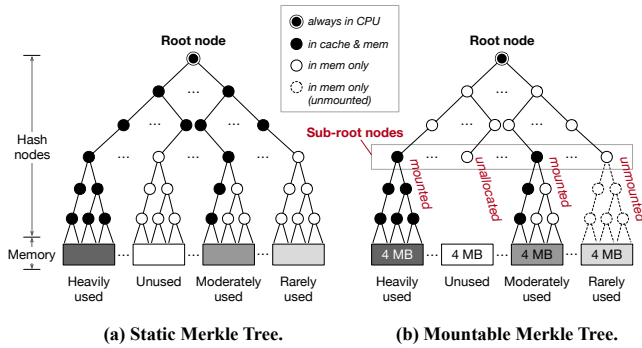 always in CPU
in cache & mem
in mem only
in mem only
(unmounted)
Root node
...
...
... ... ...
Hash
nodes
Memory
... ... ...
Heavily
used
Unused
Moderately
used
Rarely
used
(a) Static Merkle Tree.
Root node
...
...
Sub-root nodes
... ... ...
mounted
unallocated
mounted
unmounted
4 MB ... 4 MB ... 4 MB ... 4 MB
Heavily
used
Unused
Moderately
used
Rarely
used
(b) Mountable Merkle Tree.